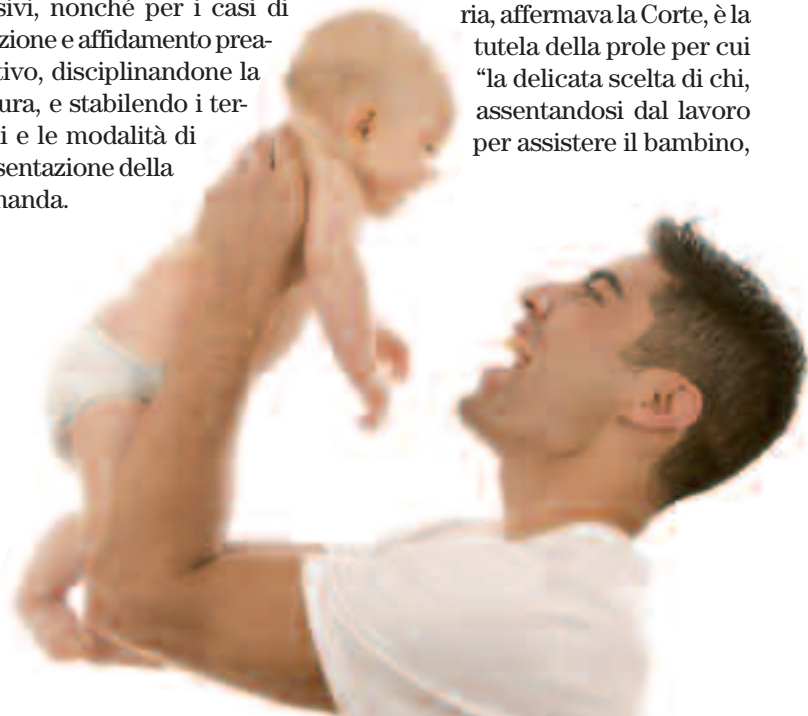 sivi, nonché per i casi di
zione e affidamento prea-
tivo, disciplinandone la
ura, e stabilendo i ter-
i e le modalità di
sentazione della
nanda.
ria, affermava la Corte, è la
tutela della prole per cui
“la delicata scelta di chi,
assentandosi dal lavoro
per assistere il bambino,